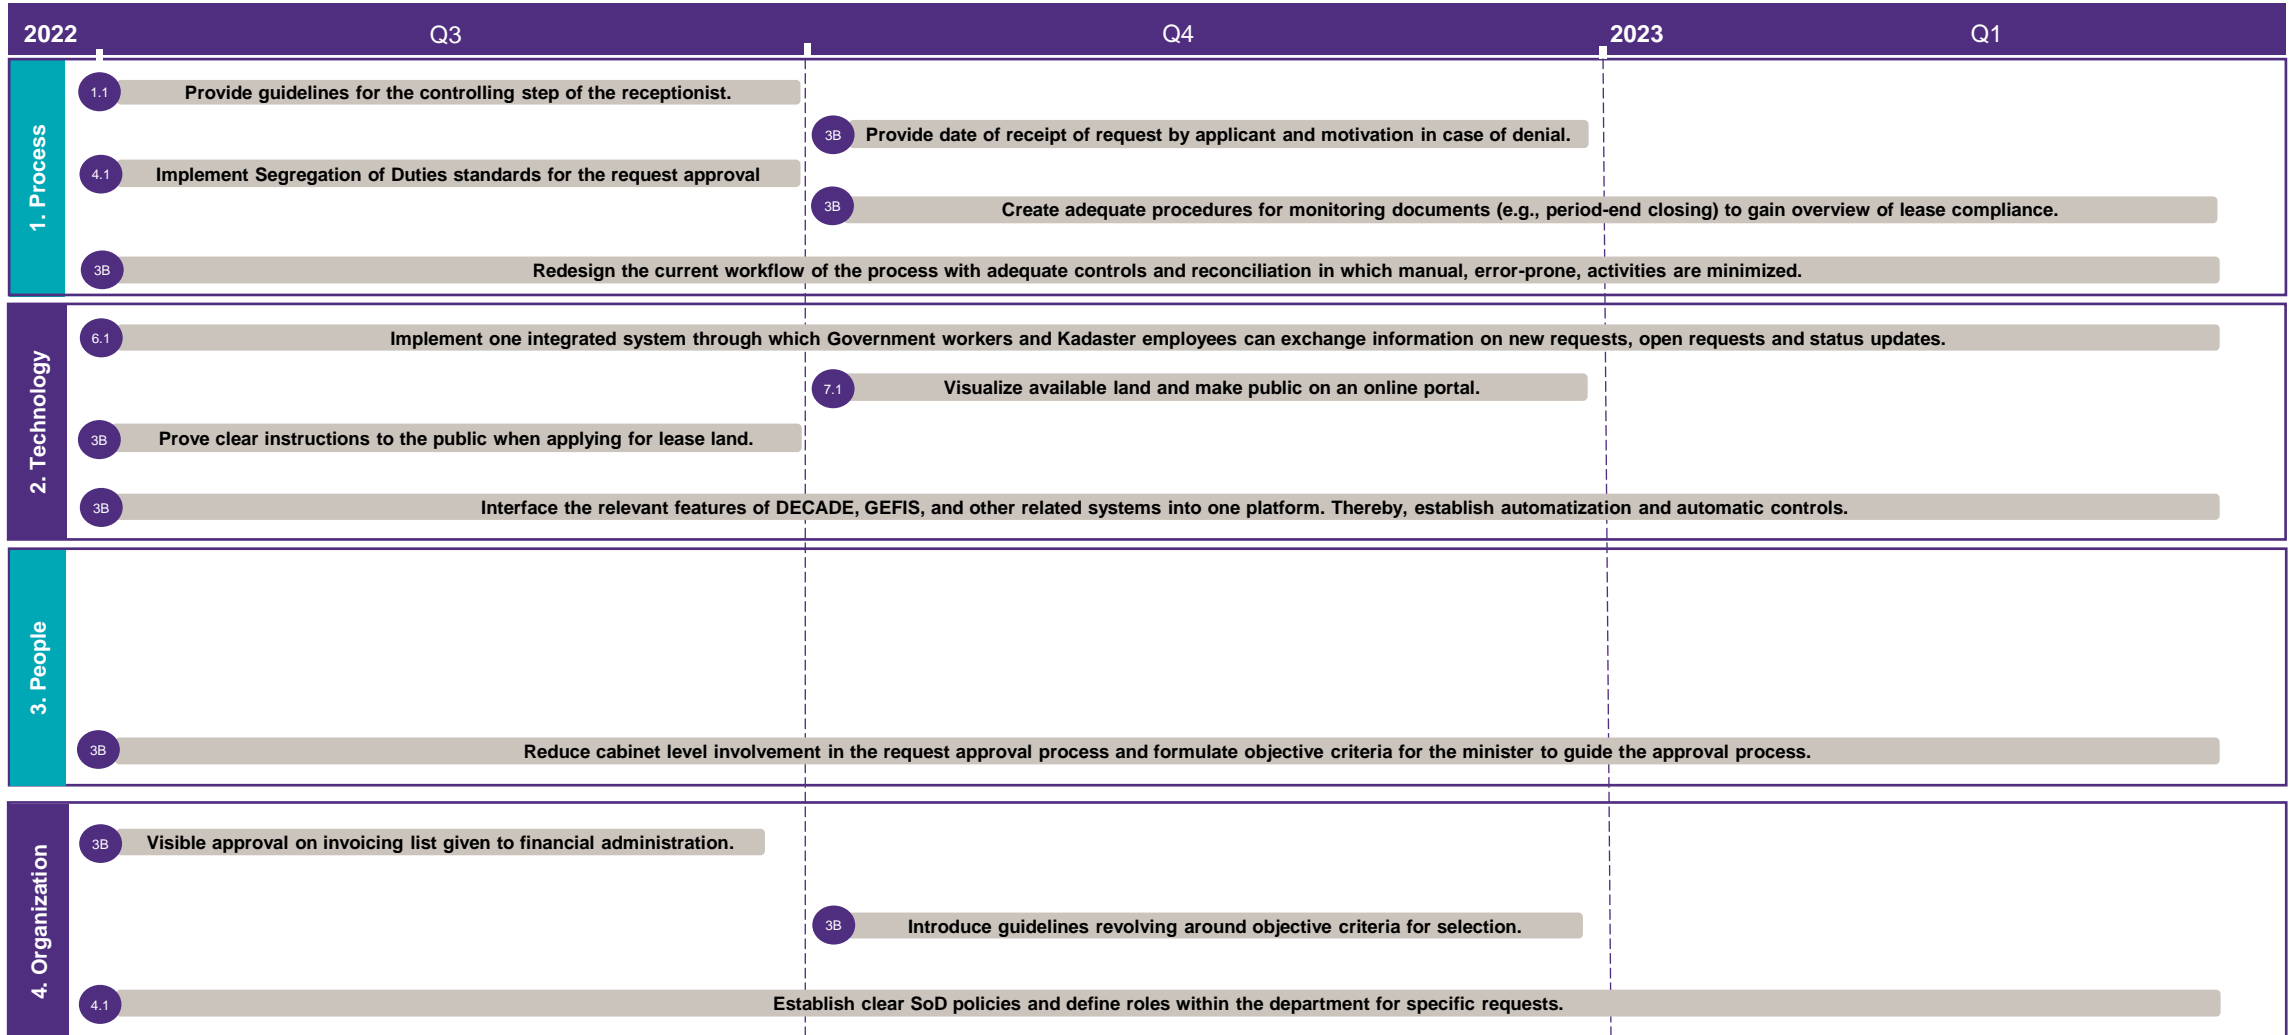 2022 Q3 Q4 2023 Q1
1. Process
1.1 Provide guidelines for the controlling step of the receptionist.
3B Provide date of receipt of request by applicant and motivation in case of denial.
4.1 Implement Segregation of Duties standards for the request approval
3B Create adequate procedures for monitoring documents (e.g., period-end closing) to gain overview of lease compliance.
3B Redesign the current workflow of the process with adequate controls and reconciliation in which manual, error-prone, activities are minimized.
2. Technology
6.1 Implement one integrated system through which Government workers and Kadaster employees can exchange information on new requests, open requests and status updates.
7.1 Visualize available land and make public on an online portal.
3B Prove clear instructions to the public when applying for lease land.
3B Interface the relevant features of DECADE, GEFIS, and other related systems into one platform. Thereby, establish automatization and automatic controls.
3. People
3B Reduce cabinet level involvement in the request approval process and formulate objective criteria for the minister to guide the approval process.
4. Organization
3B Visible approval on invoicing list given to financial administration.
3B Introduce guidelines revolving around objective criteria for selection.
4.1 Establish clear SoD policies and define roles within the department for specific requests.